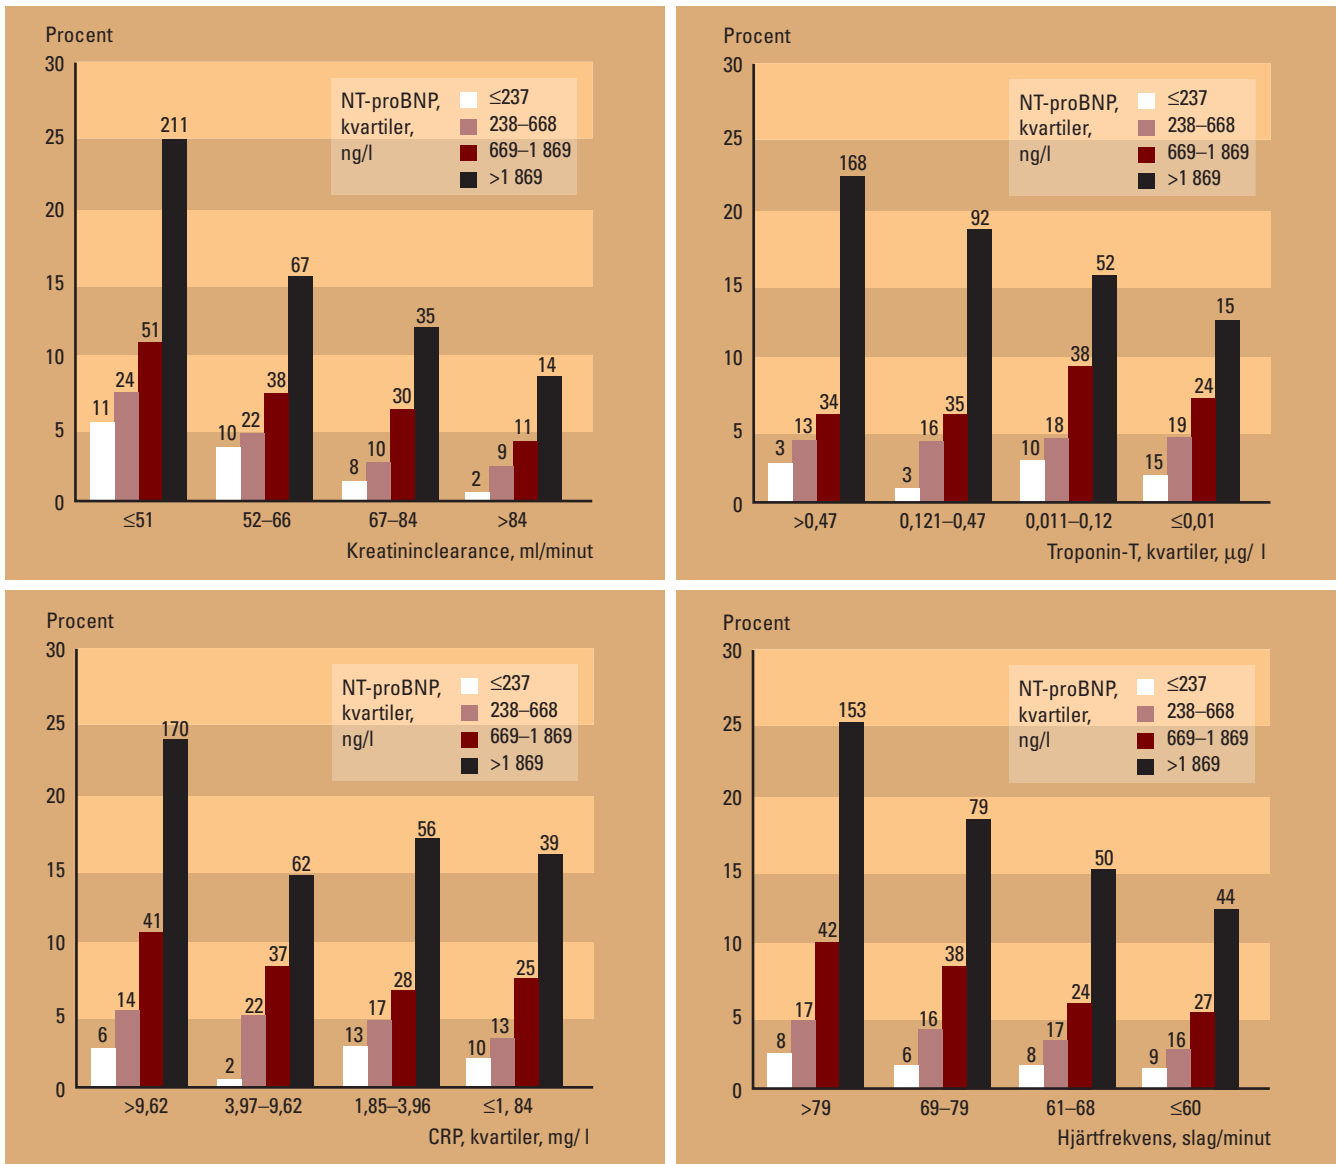 Procent
30
25
20
15
10
5
0
NT-proBNP,
kvartiler,
ng/l
≤237
238–668
669–1 869
>1 869
11 24 51 211
10 22 38 67
8 10 30 35
2 9 11 14
≤51 52–66 67–84 >84
Kreatininclearance, ml/minut
Procent
30
25
20
15
10
5
0
NT-proBNP,
kvartiler,
ng/l
≤237
238–668
669–1 869
>1 869
3 13 34 168
3 16 35 92
10 18 38 52
15 19 24 15
>0,47 0,121–0,47 0,011–0,12 ≤0,01
Troponin-T, kvartiler, µg/ l
Procent
30
25
20
15
10
5
0
NT-proBNP,
kvartiler,
ng/l
≤237
238–668
669–1 869
>1 869
6 14 41 170
2 22 37 62
13 17 28 56
10 13 25 39
>9,62 3,97–9,62 1,85–3,96 ≤1, 84
CRP, kvartiler, mg/ l
Procent
30
25
20
15
10
5
0
NT-proBNP,
kvartiler,
ng/l
≤237
238–668
669–1 869
>1 869
8 17 42 153
6 16 38 79
8 17 24 50
9 16 27 44
>79 69–79 61–68 ≤60
Hjärtfrekvens, slag/minut